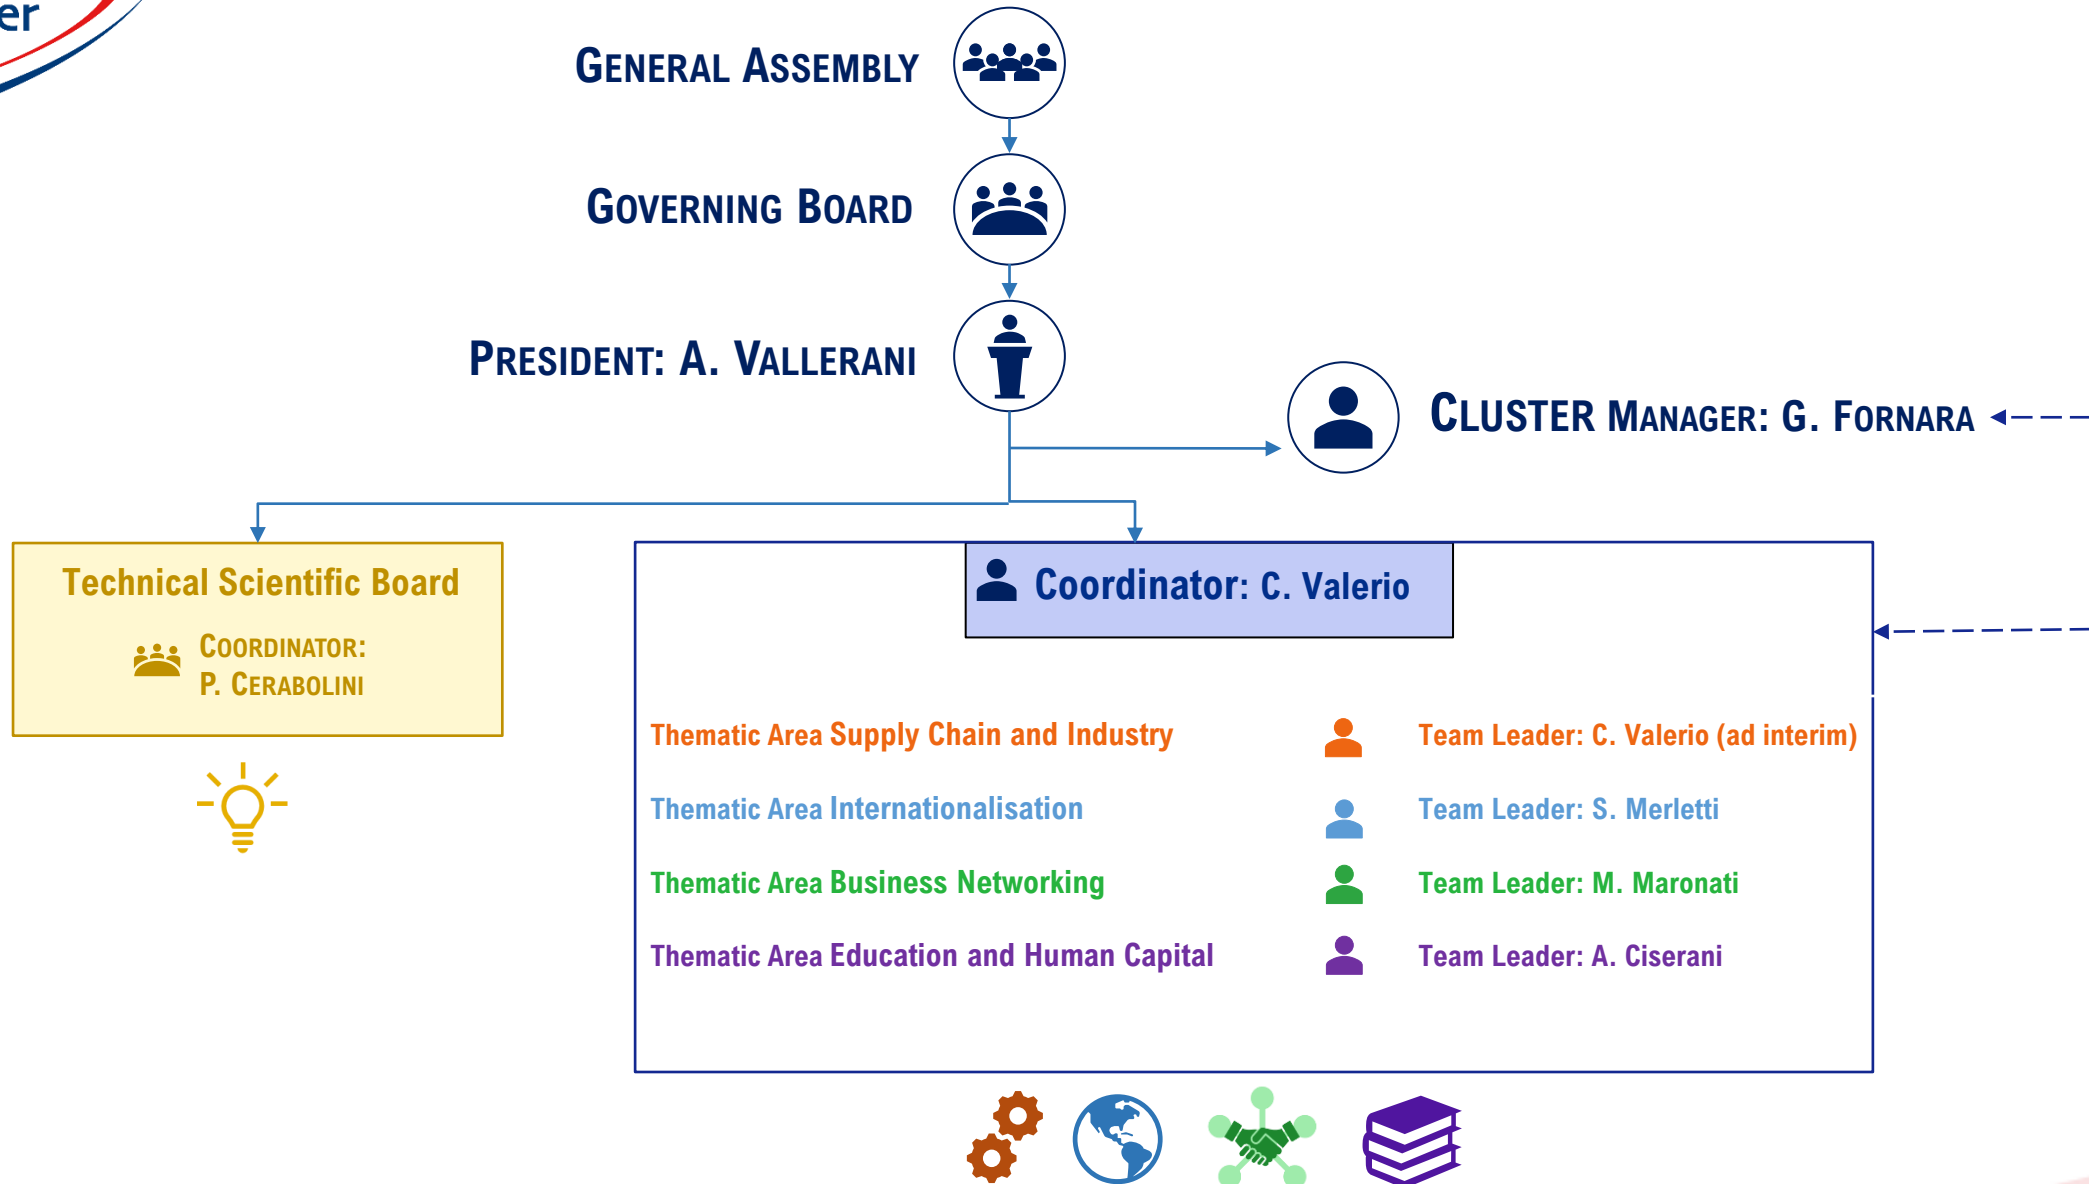 er
GENERAL ASSEMBLY
GOVERNING BOARD
PRESIDENT: A. VALLERANI
CLUSTER MANAGER: G. FORNARA
Technical Scientific Board
COORDINATOR:
P. CERABOLINI
Coordinator: C. Valerio
Thematic Area Supply Chain and Industry Team Leader: C. Valerio (ad interim)
Thematic Area Internationalisation Team Leader: S. Merletti
Thematic Area Business Networking Team Leader: M. Maronati
Thematic Area Education and Human Capital Team Leader: A. Ciserani